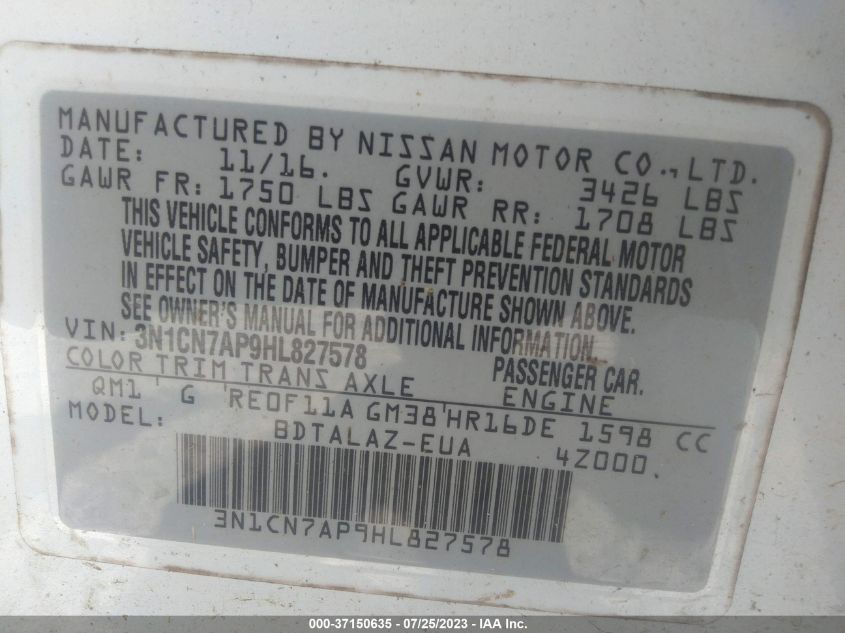 MANUFACTURED BY NISSAN MOTOR CO., LTD.
DATE: 11/16. GVWR: 3426 LBS
GAWR FR: 1750 LBS GAWR RR: 1708 LBS
THIS VEHICLE CONFORMS TO ALL APPLICABLE FEDERAL MOTOR
VEHICLE SAFETY, BUMPER AND THEFT PREVENTION STANDARDS
IN EFFECT ON THE DATE OF MANUFACTURE SHOWN ABOVE.
SEE OWNER'S MANUAL FOR ADDITIONAL INFORMATION.
VIN: 3N1CN7AP9HL827578 PASSENGER CAR.
COLOR TRIM TRANS AXLE ENGINE
QM1 ' G 'RE0F11A GM38'HR16DE 1598 CC
MODEL: BDTALAZ-EUA 4Z000.
3N1CN7AP9HL827578
000-37150635 - 07/25/2023 - IAA Inc.